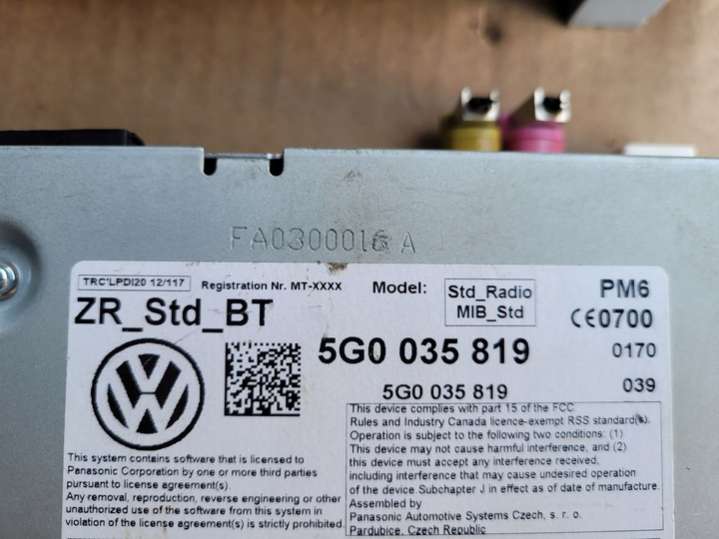 FA0300016 A
TRC'LPDI20 12/117 Registration Nr. MT-XXXX Model: Std_Radio PM6
MIB_Std
ZR_Std_BT CE0700
5G0 035 819 0170
5G0 035 819 039
This device complies with part 15 of the FCC
Rules and Industry Canada licence-exempt RSS standard(s).
Operation is subject to the following two conditions: (1)
This device may not cause harmful interference, and (2)
this device must accept any interference received,
including interference that may cause undesired operation
of the device.Subchapter J in effect as of date of manufacture.
Assembled by
Panasonic Automotive Systems Czech, s. r. o.
Pardubice, Czech Republic
This system contains software that is licensed to
Panasonic Corporation by one or more third parties
pursuant to license agreement(s).
Any removal, reproduction, reverse engineering or other
unauthorized use of the software in this system in
violation of the license agreement(s) is strictly prohibited